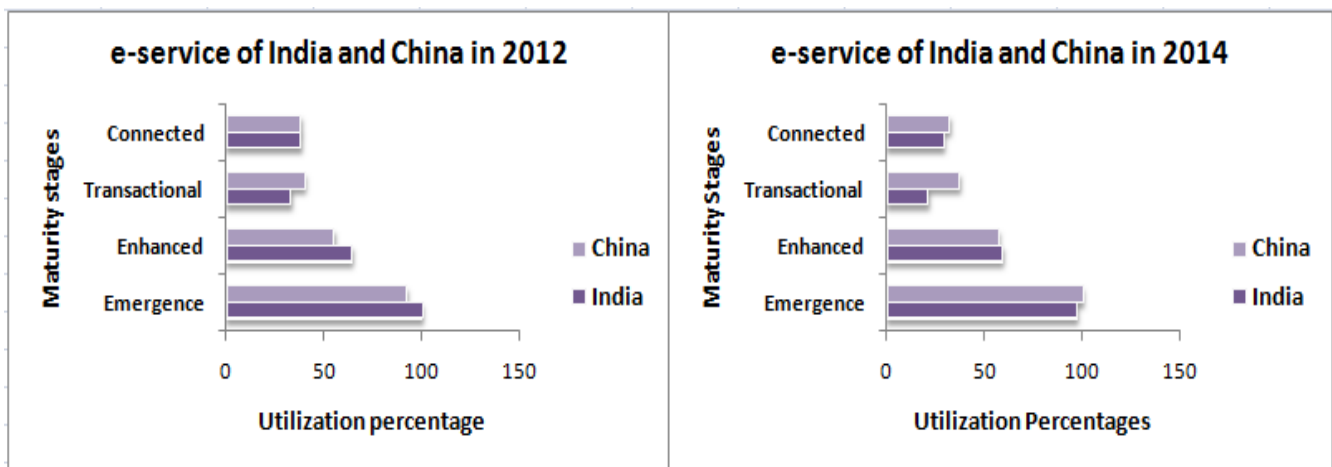 e-service of India and China in 2012
Maturity stages
Connected
Transactional
Enhanced
Emergence
China
India
0 50 100 150
Utilization percentage
e-service of India and China in 2014
Maturity Stages
Connected
Transactional
Enhanced
Emergence
China
India
0 50 100 150
Utilization Percentages